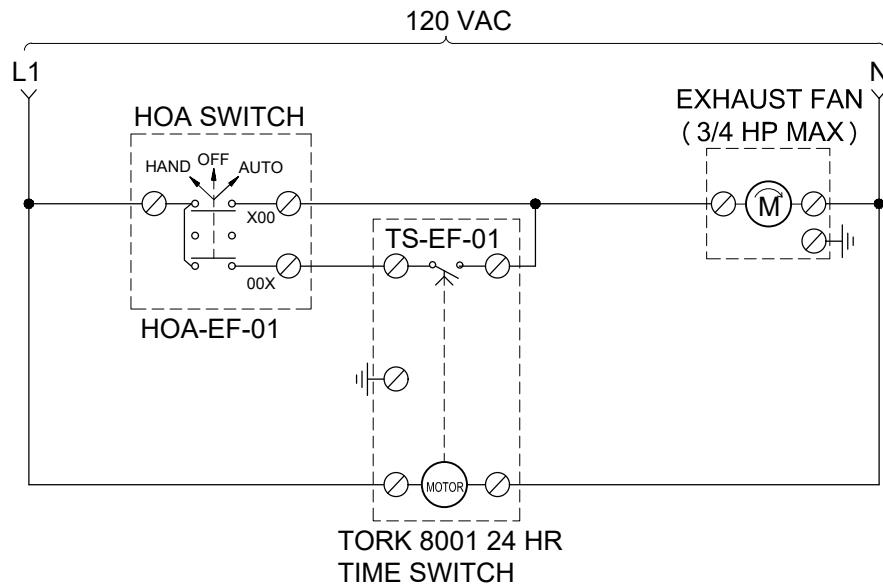 120 VAC
L1
N
HOA SWITCH
EXHAUST FAN
( 3/4 HP MAX )
HAND
OFF
AUTO
X00
M
TS-EF-01
00X
HOA-EF-01
MOTOR
TORK 8001 24 HR
TIME SWITCH